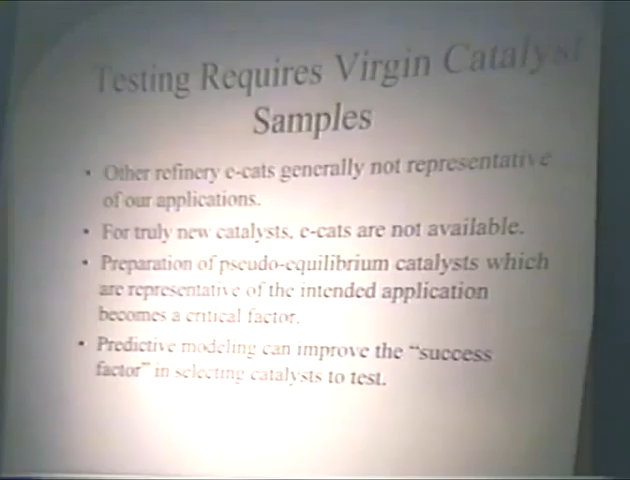 Testing Requires Virgin Catalyst
Samples
• Other refinery e-cats generally not representative
of our applications.
• For truly new catalysts, e-cats are not available.
• Preparation of pseudo-equilibrium catalysts which
are representative of the intended application
becomes a critical factor.
• Predictive modeling can improve the “success
factor” in selecting catalysts to test.